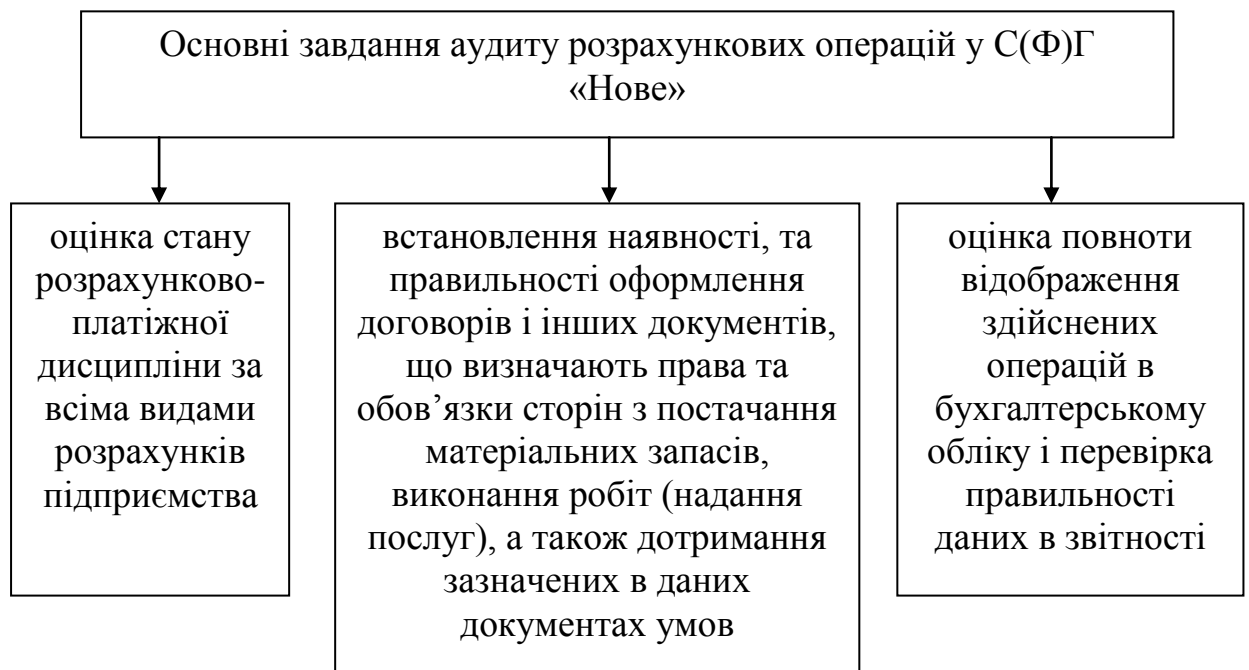 Основні завдання аудиту розрахункових операцій у С(Ф)Г
«Нове»
оцінка стану
розрахунково-
платіжної
дисципліни за
всіма видами
розрахунків
підприємства
встановлення наявності, та
правильності оформлення
договорів і інших документів,
що визначають права та
обов’язки сторін з постачання
матеріальних запасів,
виконання робіт (надання
послуг), а також дотримання
зазначених в даних
документах умов
оцінка повноти
відображення
здійснених
операцій в
бухгалтерському
обліку і перевірка
правильності
даних в звітності